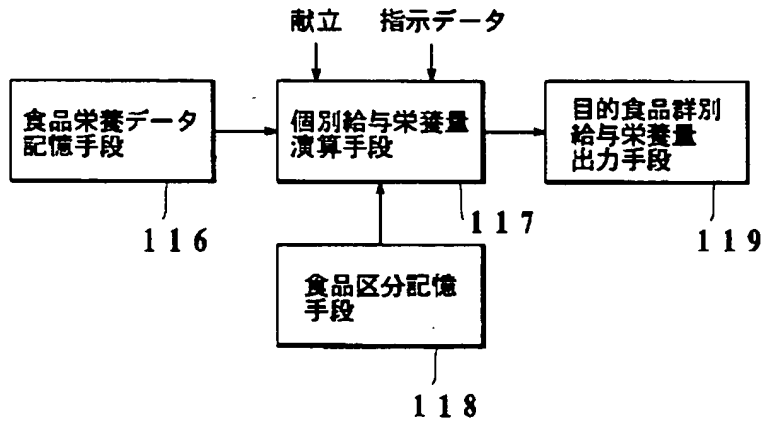 献立 指示データ
食品栄養データ
記憶手段
個別給与栄養量
演算手段
目的食品群別
給与栄養量
出力手段
116
117
119
食品区分記憶
手段
118